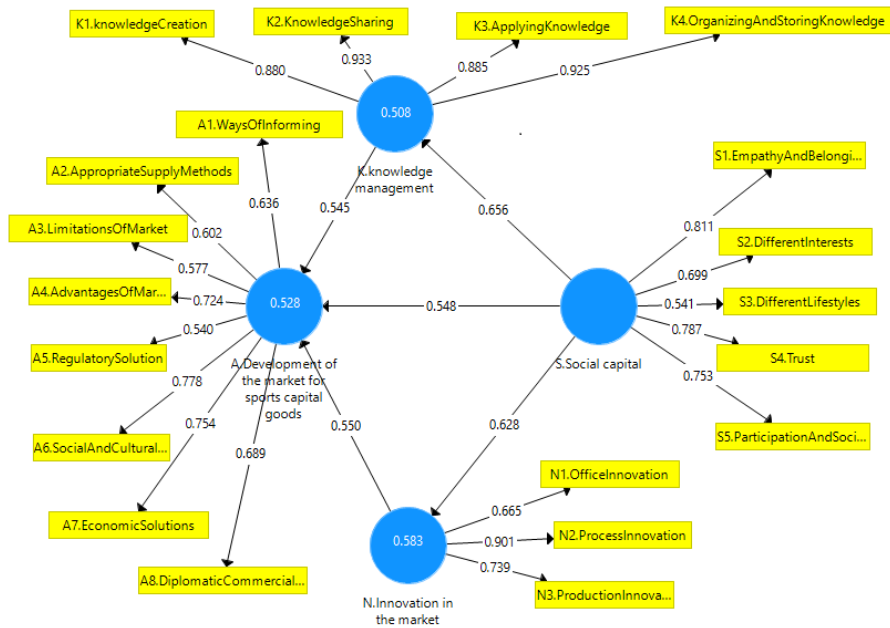 K1.knowledgeCreation
K2.KnowledgeSharing
K3.ApplyingKnowledge
K4.OrganizingAndStoringKnowledge
0.880
0.933
0.885
0.925
0.508
K.knowledge
management
A1.WaysOfInforming
A2.AppropriateSupplyMethods
A3.LimitationsOfMarket
A4.AdvantagesOfMar...
A5.RegulatorySolution
A6.SocialAndCultural...
A7.EconomicSolutions
A8.DiplomaticCommercial...
0.636
0.602
0.577
0.724
0.540
0.778
0.754
0.689
0.528
A.Development of
the market for
sports capital
goods
0.545
0.656
0.548
0.550
0.628
S.Social capital
S1.EmpathyAndBelongi...
S2.DifferentInterests
S3.DifferentLifestyles
S4.Trust
S5.ParticipationAndSoci...
0.811
0.699
0.541
0.787
0.753
0.583
N.Innovation in
the market
N1.OfficeInnovation
N2.ProcessInnovation
N3.ProductionInnova...
0.665
0.901
0.739